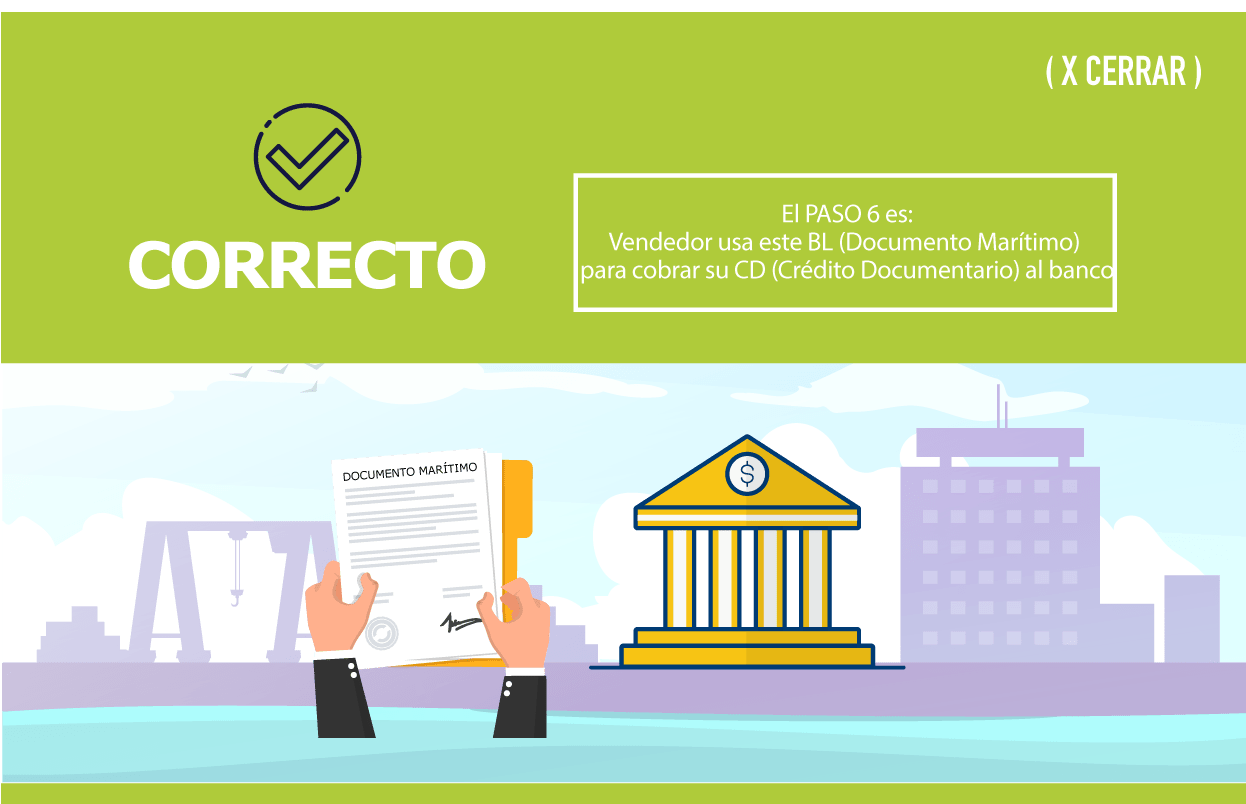 ( X CERRAR )
CORRECTO
El PASO 6 es:
Vendedor usa este BL (Documento Marítimo)
para cobrar su CD (Crédito Documentario) al banco
DOCUMENTO MARÍTIMO
$